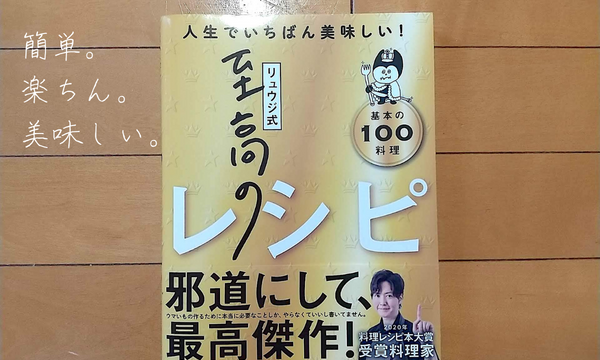 簡単。
楽ちん。
美味しい。
人生でいちばん美味しい!
リュウジ式
至高の
レシピ
基本の
100
料理
邪道にして、
ウマいもの作るために本当に必要なことしか、やらなくていいし書いてません。
最高傑作!
2020年
料理レシピ本大賞
受賞料理家